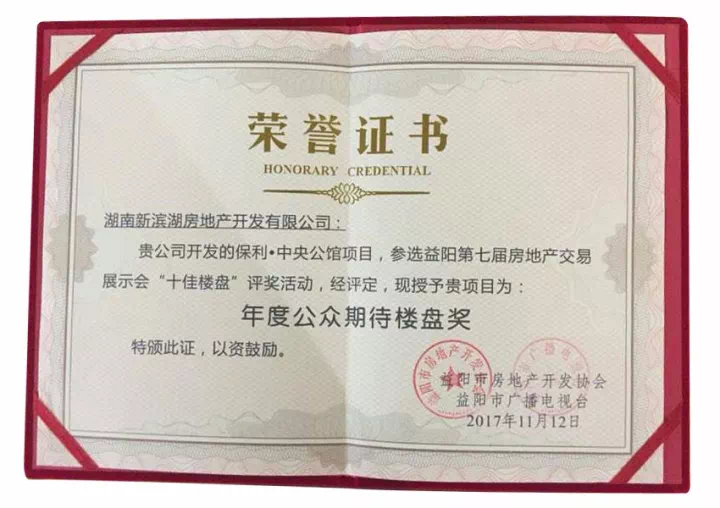 荣誉证书
HONORARY CREDENTIAL
湖南新滨湖房地产开发有限公司：
贵公司开发的保利•中央公馆项目，参选益阳第七届房地产交易
展示会“十佳楼盘”评奖活动，经评定，现授予贵项目为：
年度公众期待楼盘奖
特颁此证，以资鼓励。
益阳市房地产开发协会
益阳市广播电视台
2017年11月12日